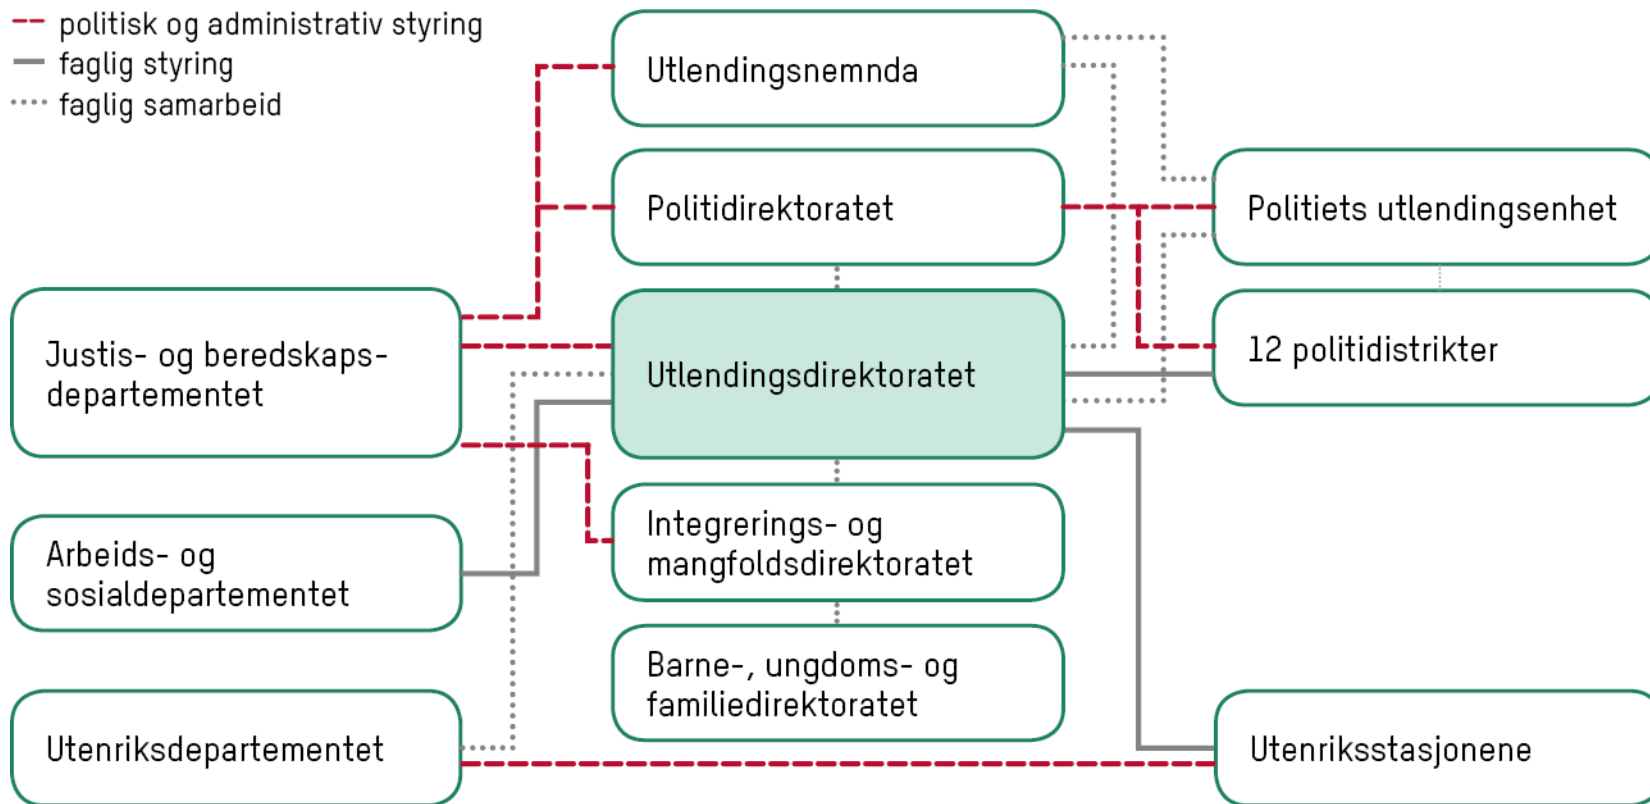 politisk og administrativ styring
faglig styring
faglig samarbeid
Utlendingsnemnda
Politidirektoratet
Politiets utlendingsenhet
Justis- og beredskaps-
departementet
Utlendingsdirektoratet
12 politidistrikter
Arbeids- og
sosialdepartementet
Integrerings- og
mangfoldsdirektoratet
Barne-, ungdoms- og
familiedirektoratet
Utenriksdepartementet
Utenriksstasjonene